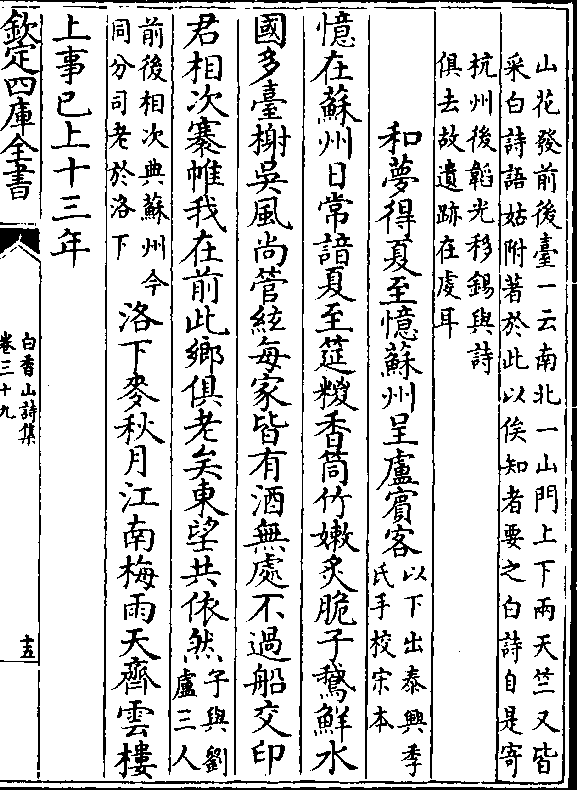 山花發前後臺一云南北一山門上下兩天竺又皆
采白詩語姑附著於此以俟知者要之白詩自是寄
杭州後韜光移錫與詩
俱去故遺跡在虔耳
和夢得夏至憶蘇州呈盧賓客
以下出泰興季
氏手校宋本
憶在蘇州日常諳夏至筵糉香筒竹嫩炙脆子鵝鮮水
國多臺榭吳風尚管絃每家皆有酒無處不過船交印
君相次褰帷我在前此鄉俱老矣東望共依然
予與劉
盧三人
前後相次典蘇州今
同分司老於洛下
洛下麥秋月江南梅雨天齊雲樓
上事已上十三年
欽定四庫全書
白香山詩集
卷三十九
十五